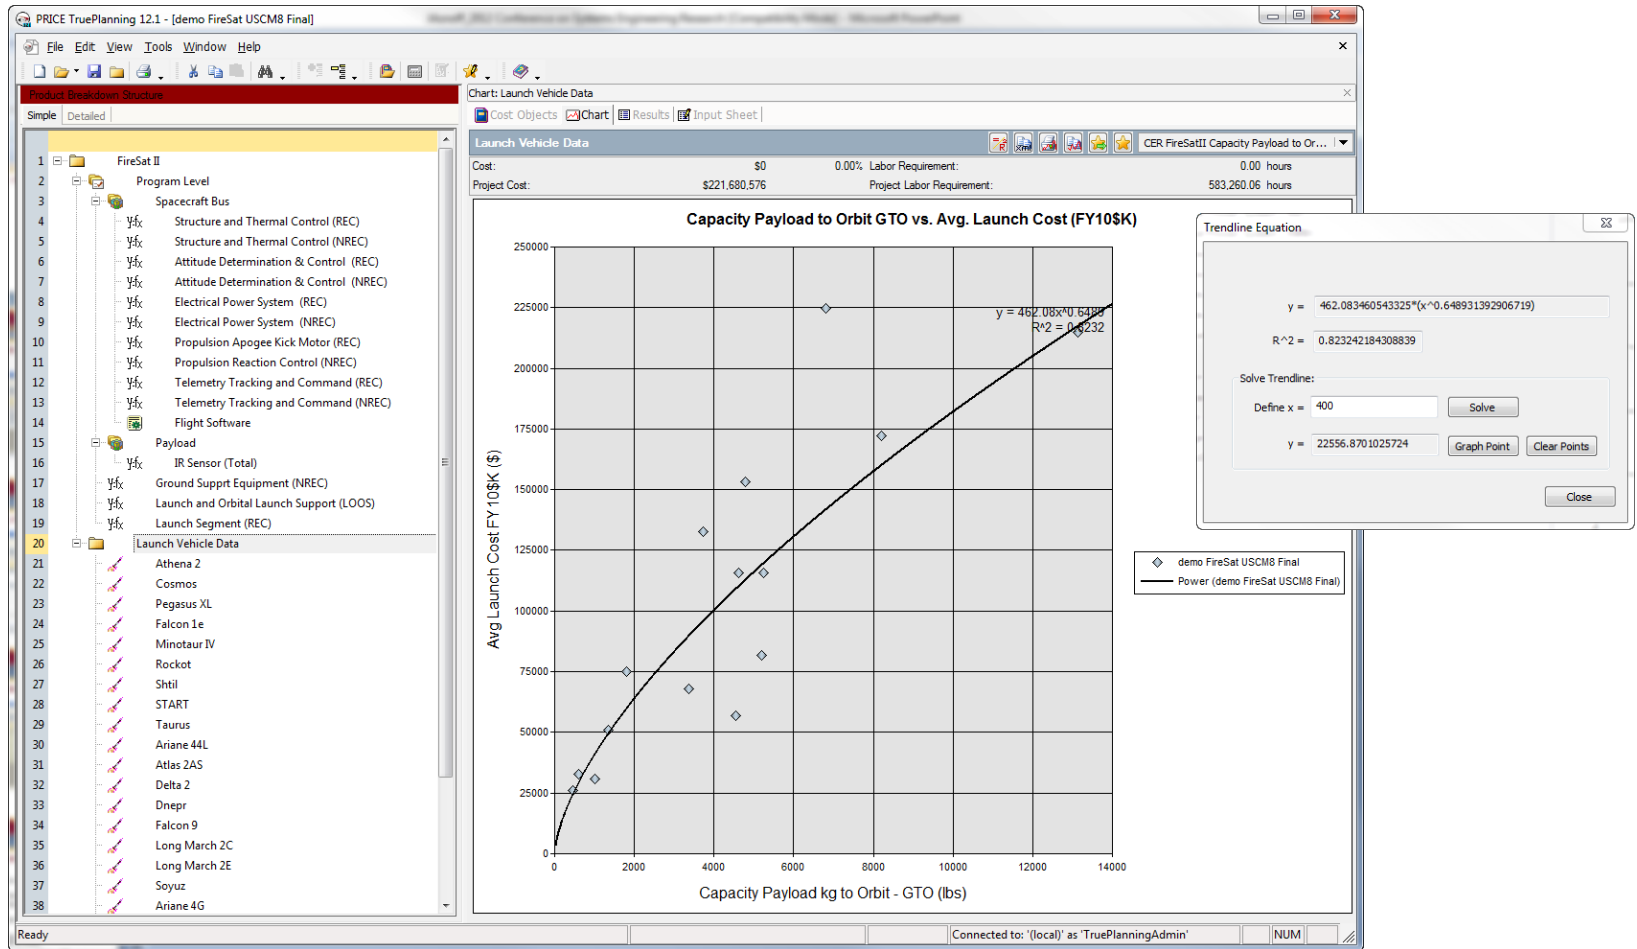 PRICE TruePlanning 12.1 - [demo FireSat USCM8 Final]
File Edit View Tools Window Help
Product Breakdown Structure
Simple Detailed
1 FireSat II
2 Program Level
3 Spacecraft Bus
4 Structure and Thermal Control (REC)
5 Structure and Thermal Control (NREC)
6 Attitude Determination & Control (REC)
7 Attitude Determination & Control (NREC)
8 Electrical Power System (REC)
9 Electrical Power System (NREC)
10 Propulsion Apogee Kick Motor (REC)
11 Propulsion Reaction Control (NREC)
12 Telemetry Tracking and Command (REC)
13 Telemetry Tracking and Command (NREC)
14 Flight Software
15 Payload
16 IR Sensor (Total)
17 Ground Supprt Equipment (NREC)
18 Launch and Orbital Launch Support (LOOS)
19 Launch Segment (REC)
20 Launch Vehicle Data
21 Athena 2
22 Cosmos
23 Pegasus XL
24 Falcon 1e
25 Minotaur IV
26 Rockot
27 Shtil
28 START
29 Taurus
30 Ariane 44L
31 Atlas 2AS
32 Delta 2
33 Dnepr
34 Falcon 9
35 Long March 2C
36 Long March 2E
37 Soyuz
38 Ariane 4G
Chart: Launch Vehicle Data
Cost Objects Chart Results Input Sheet
Launch Vehicle Data CER FireSatII Capacity Payload to Or...
Cost: $0 0.00% Labor Requirement: 0.00 hours
Project Cost: $221,680,576 Project Labor Requirement: 583,260.06 hours
Capacity Payload to Orbit GTO vs. Avg. Launch Cost (FY10$K)
Avg Launch Cost FY10$K ($)
250000
225000
200000
175000
150000
125000
100000
75000
50000
25000
0
y = 462.08x^0.6489
R^2 = 0.8232
0 2000 4000 6000 8000 10000 12000 14000
Capacity Payload kg to Orbit - GTO (lbs)
demo FireSat USCM8 Final
Power (demo FireSat USCM8 Final)
Trendline Equation
y = 462.083460543325*(x^0.648931392906719)
R^2 = 0.823242184308839
Solve Trendline:
Define x = 400 Solve
y = 22556.8701025724 Graph Point Clear Points
Close
Ready Connected to: '(local)' as 'TruePlanningAdmin' NUM